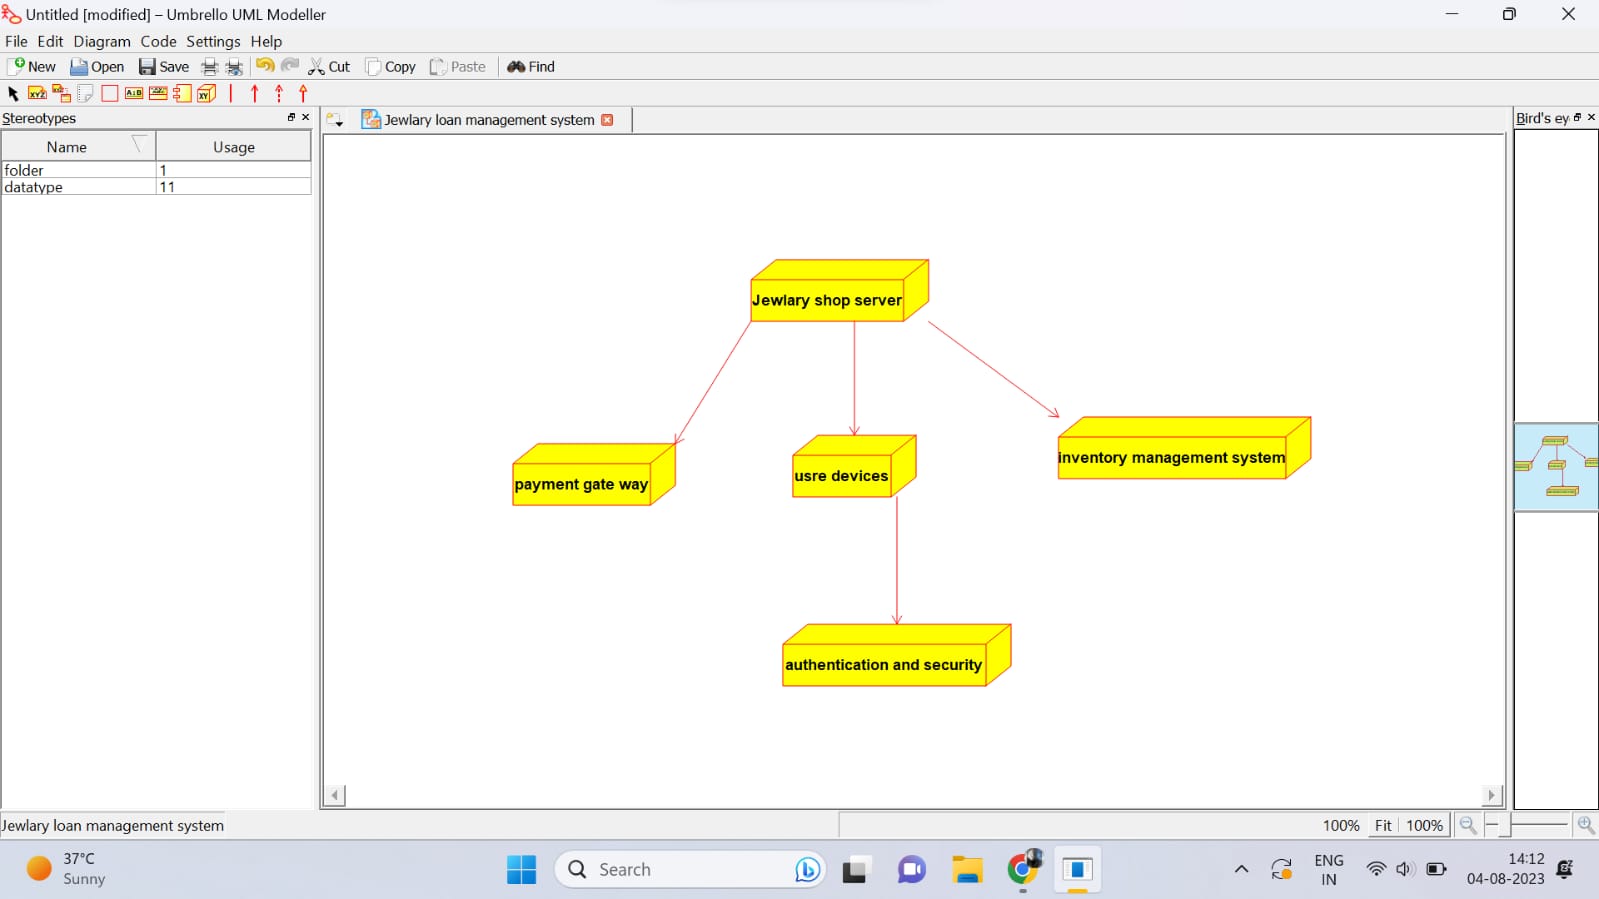 Untitled [modified] – Umbrello UML Modeller
File Edit Diagram Code Settings Help
New Open Save Cut Copy Paste Find
Stereotypes
Jewlary loan management system
Bird's ey
Name Usage
folder 1
datatype 11
Jewlary shop server
payment gate way
usre devices
inventory management system
authentication and security
Jewlary loan management system
100% Fit 100%
37°C
Sunny
Search
ENG
IN
14:12
04-08-2023